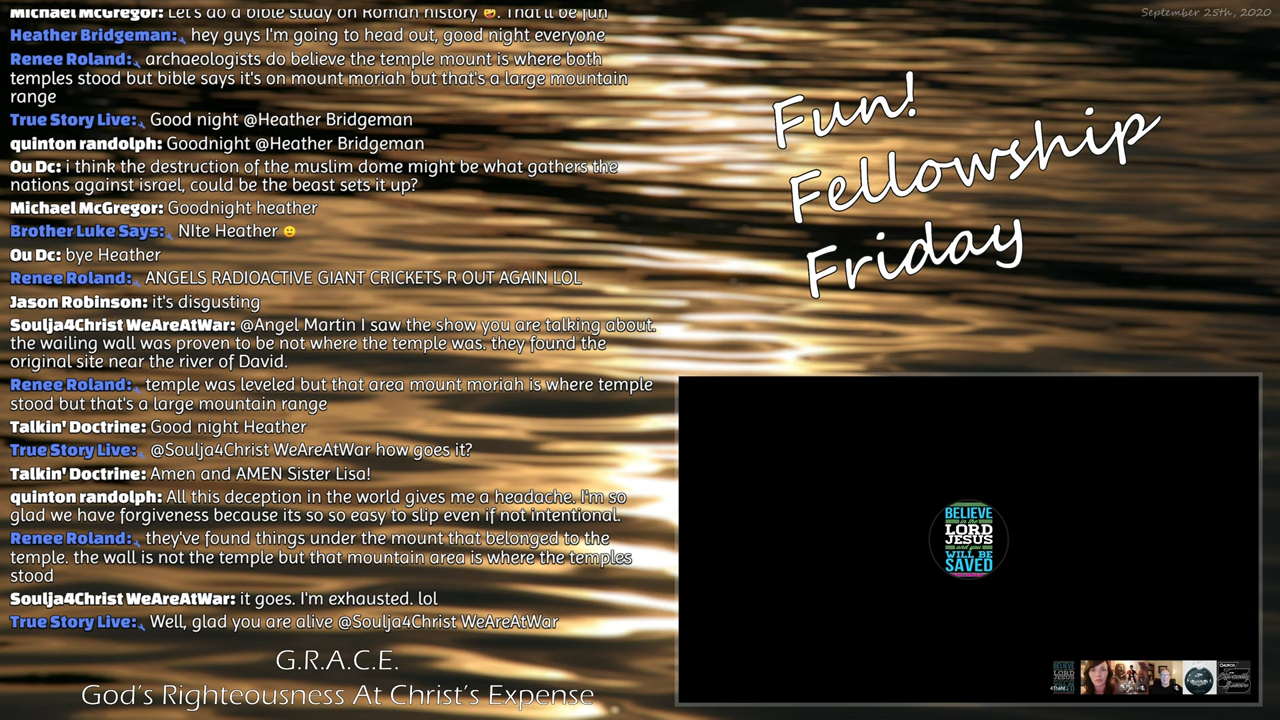 Michael McGregor: Let's do a bible study on Roman history 🤪. That'll be fun
Heather Bridgeman: hey guys I'm going to head out, good night everyone
Renee Roland: archaeologists do believe the temple mount is where both
temples stood but bible says it's on mount moriah but that's a large mountain
range
True Story Live: Good night @Heather Bridgeman
quinton randolph: Goodnight @Heather Bridgeman
Ou Dc: i think the destruction of the muslim dome might be what gathers the
nations against israel, could be the beast sets it up?
Michael McGregor: Goodnight heather
Brother Luke Says: NIte Heather 🙂
Ou Dc: bye Heather
Renee Roland: ANGELS RADIOACTIVE GIANT CRICKETS R OUT AGAIN LOL
Jason Robinson: it's disgusting
Soulja4Christ WeAreAtWar: @Angel Martin I saw the show you are talking about.
the wailing wall was proven to be not where the temple was. they found the
original site near the river of David.
Renee Roland: temple was leveled but that area mount moriah is where temple
stood but that's a large mountain range
Talkin' Doctrine: Good night Heather
True Story Live: @Soulja4Christ WeAreAtWar how goes it?
Talkin' Doctrine: Amen and AMEN Sister Lisa!
quinton randolph: All this deception in the world gives me a headache. I'm so
glad we have forgiveness because its so so easy to slip even if not intentional.
Renee Roland: they've found things under the mount that belonged to the
temple. the wall is not the temple but that mountain area is where the temples
stood
Soulja4Christ WeAreAtWar: it goes. I'm exhausted. lol
True Story Live: Well, glad you are alive @Soulja4Christ WeAreAtWar
G.R.A.C.E.
God's Righteousness At Christ's Expense
September 25th, 2020
Fun!
Fellowship
Friday
BELIEVE
in the
LORD
JESUS
and you
WILL BE
SAVED
BELIEVE
LORD
JESUS
CHURCH